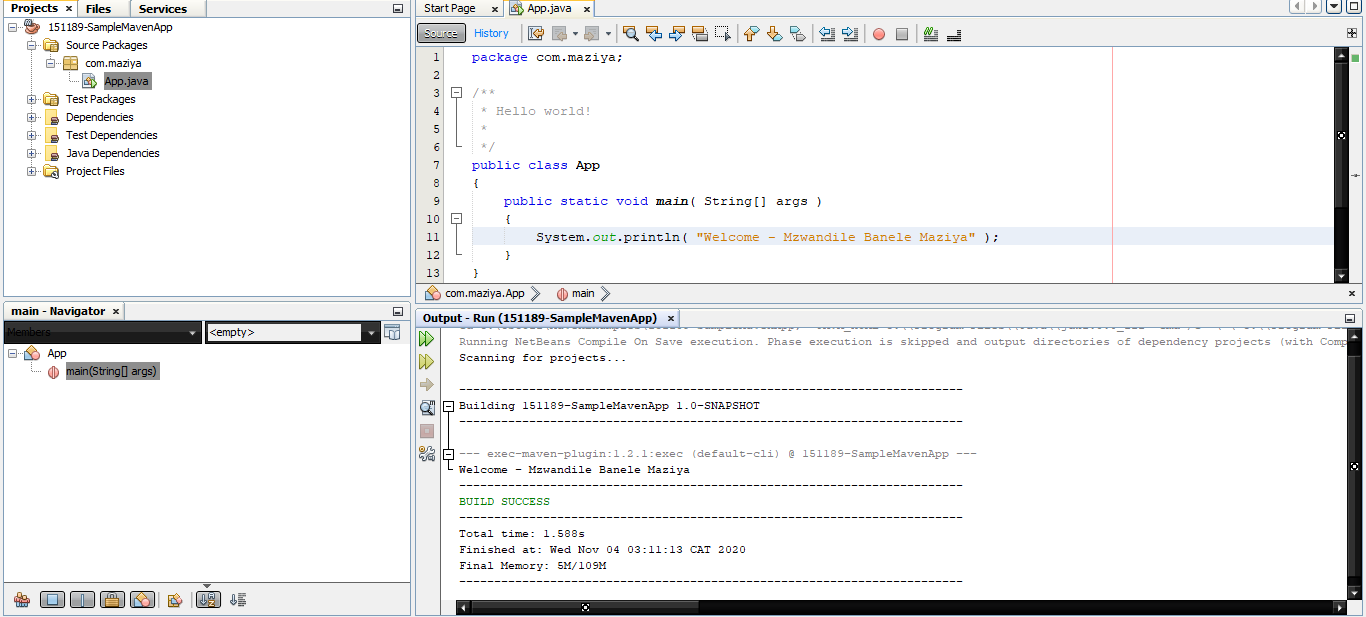 Projects × Files Services
151189-SampleMavenApp
Source Packages
com.maziya
App.java
Test Packages
Dependencies
Test Dependencies
Java Dependencies
Project Files
main - Navigator ×
Members <empty>
App
main(String[] args)
Start Page × App.java ×
Source History
1 package com.maziya;
2
3 /**
4 * Hello world!
5 *
6 */
7 public class App
8 {
9 public static void main( String[] args )
10 {
11 System.out.println( "Welcome - Mzwandile Banele Maziya" );
12 }
13 }
com.maziya.App main ×
Output - Run (151189-SampleMavenApp) ×
Running NetBeans Compile On Save execution. Phase execution is skipped and output directories of dependency projects (with Comp
Scanning for projects...
------------------------------------------------------------------------
Building 151189-SampleMavenApp 1.0-SNAPSHOT
------------------------------------------------------------------------
--- exec-maven-plugin:1.2.1:exec (default-cli) @ 151189-SampleMavenApp ---
Welcome - Mzwandile Banele Maziya
------------------------------------------------------------------------
BUILD SUCCESS
------------------------------------------------------------------------
Total time: 1.588s
Finished at: Wed Nov 04 03:11:13 CAT 2020
Final Memory: 5M/109M
------------------------------------------------------------------------